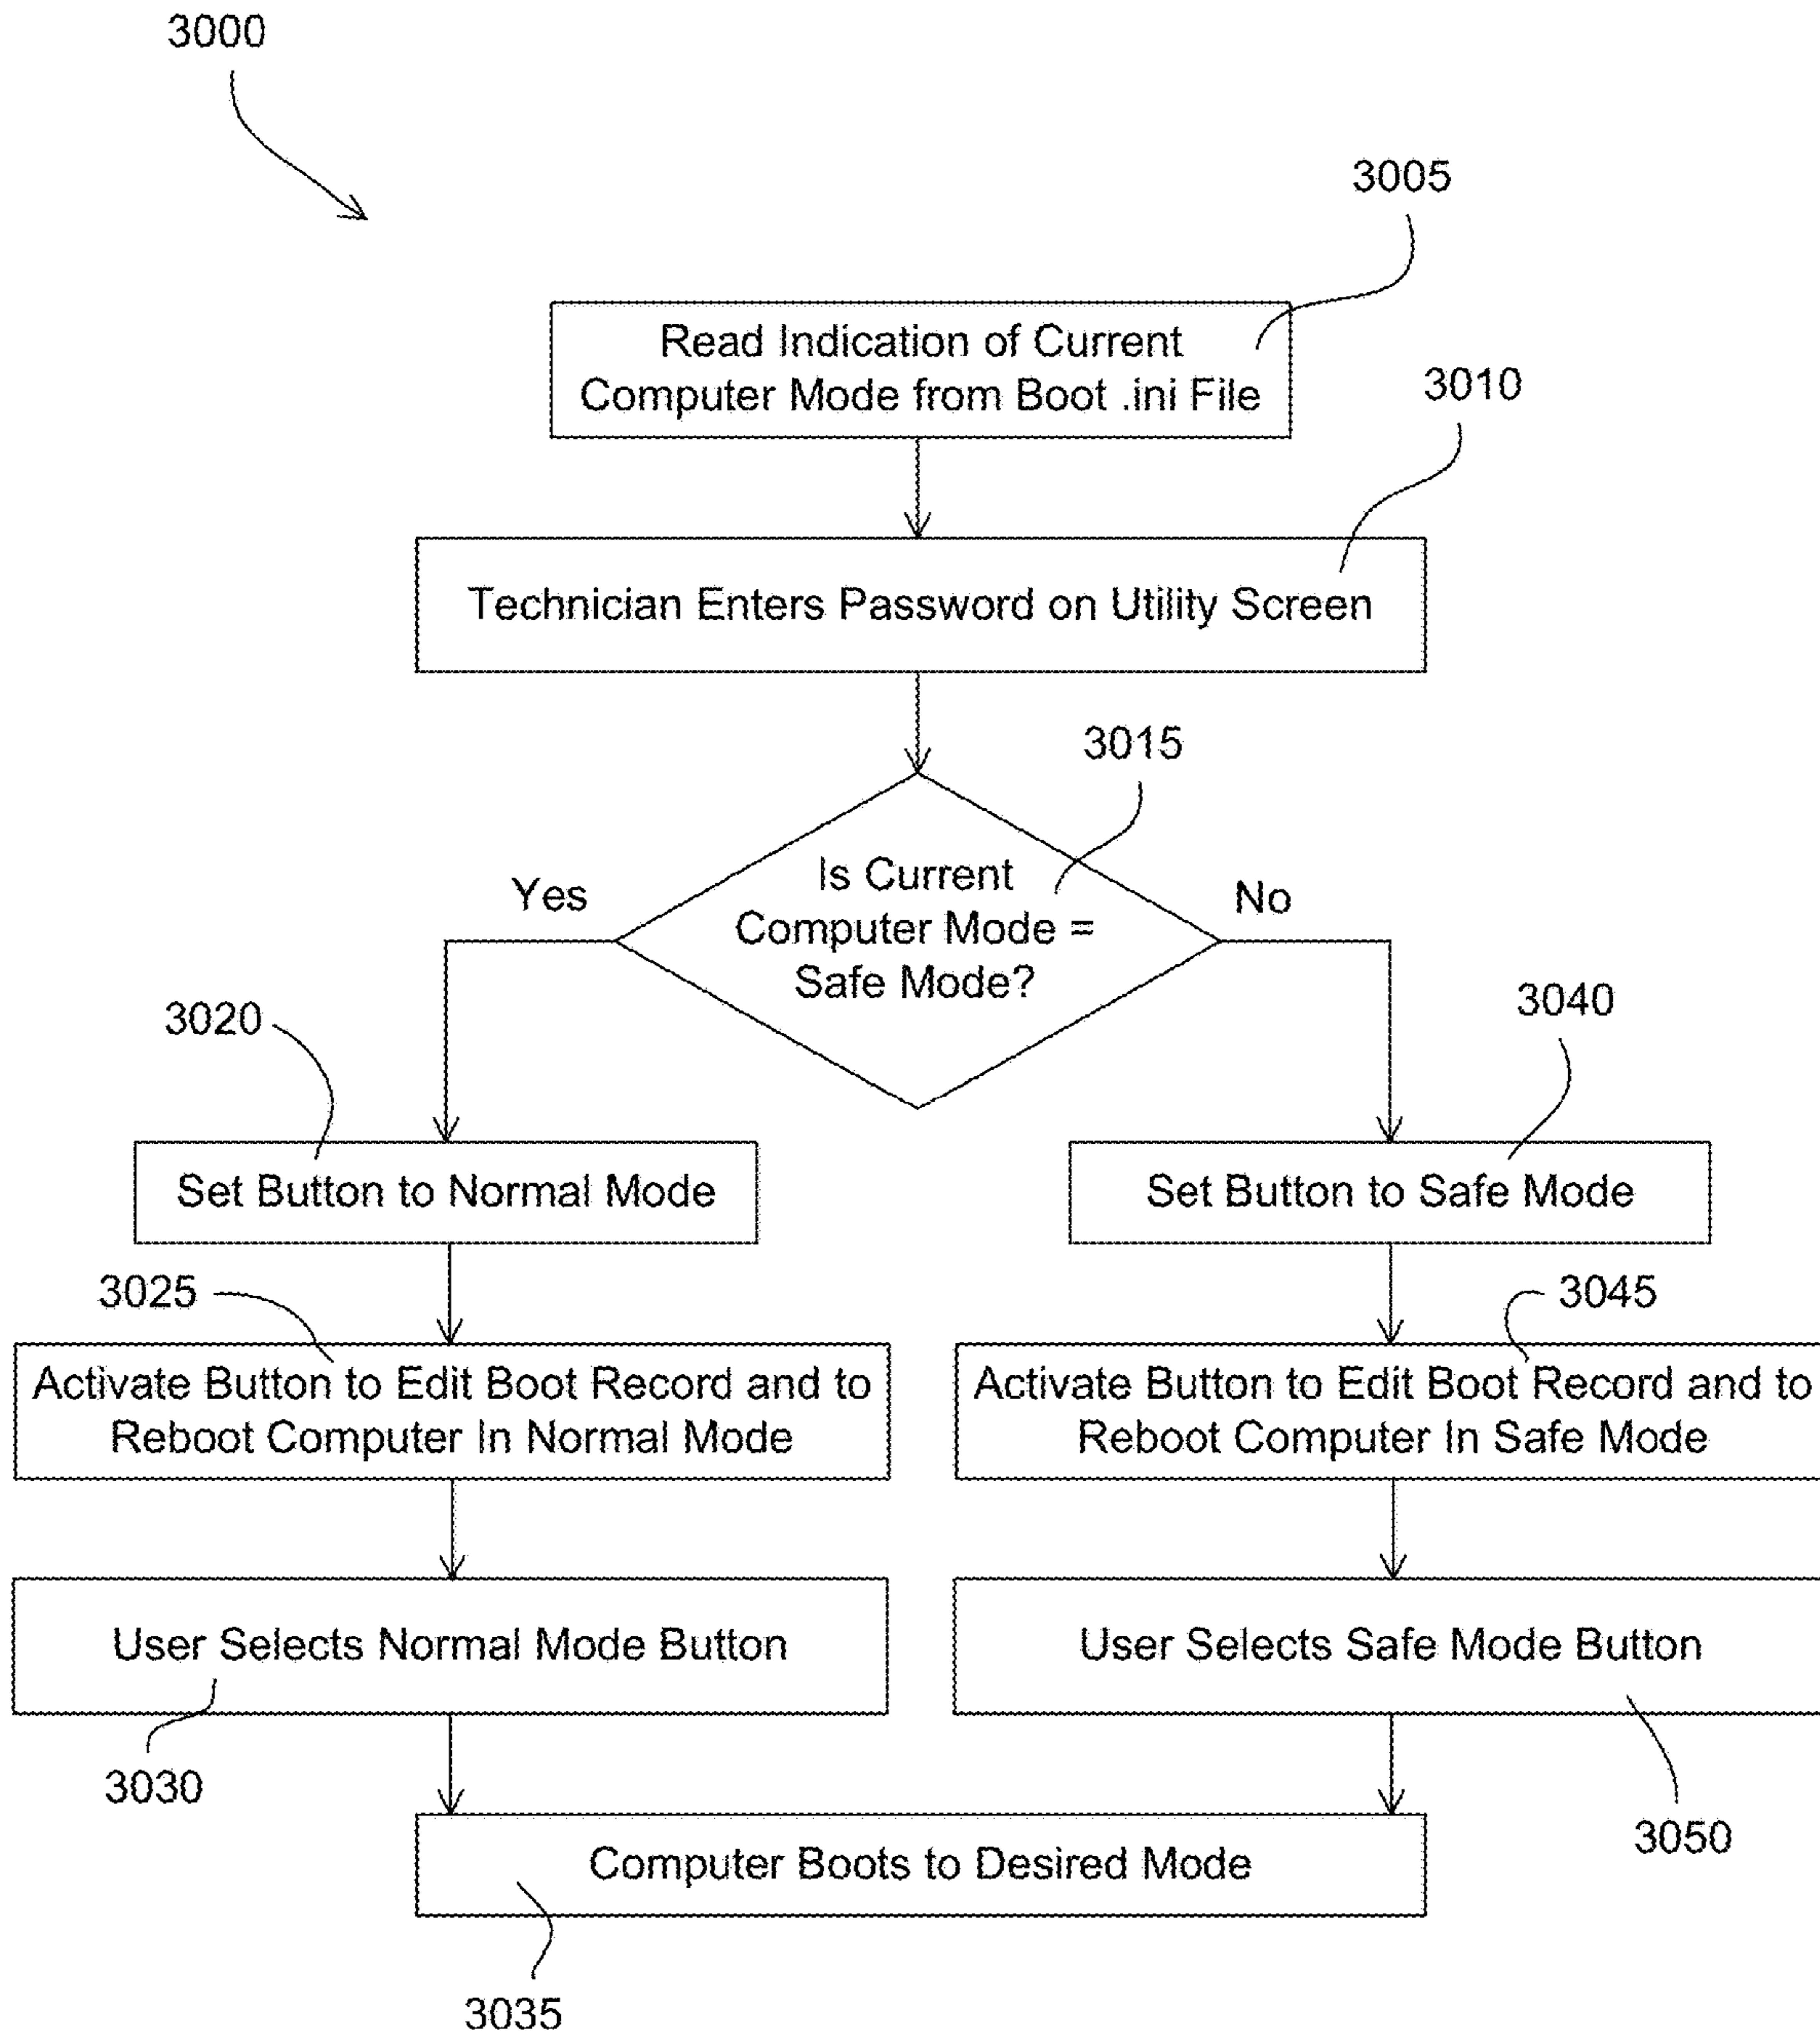 3000
3005
Read Indication of Current
Computer Mode from Boot .ini File
3010
Technician Enters Password on Utility Screen
3015
Is Current
Computer Mode =
Safe Mode?
Yes
No
3020
3040
Set Button to Normal Mode
Set Button to Safe Mode
3025
3045
Activate Button to Edit Boot Record and to
Reboot Computer In Normal Mode
Activate Button to Edit Boot Record and to
Reboot Computer In Safe Mode
User Selects Normal Mode Button
User Selects Safe Mode Button
3030
3050
Computer Boots to Desired Mode
3035